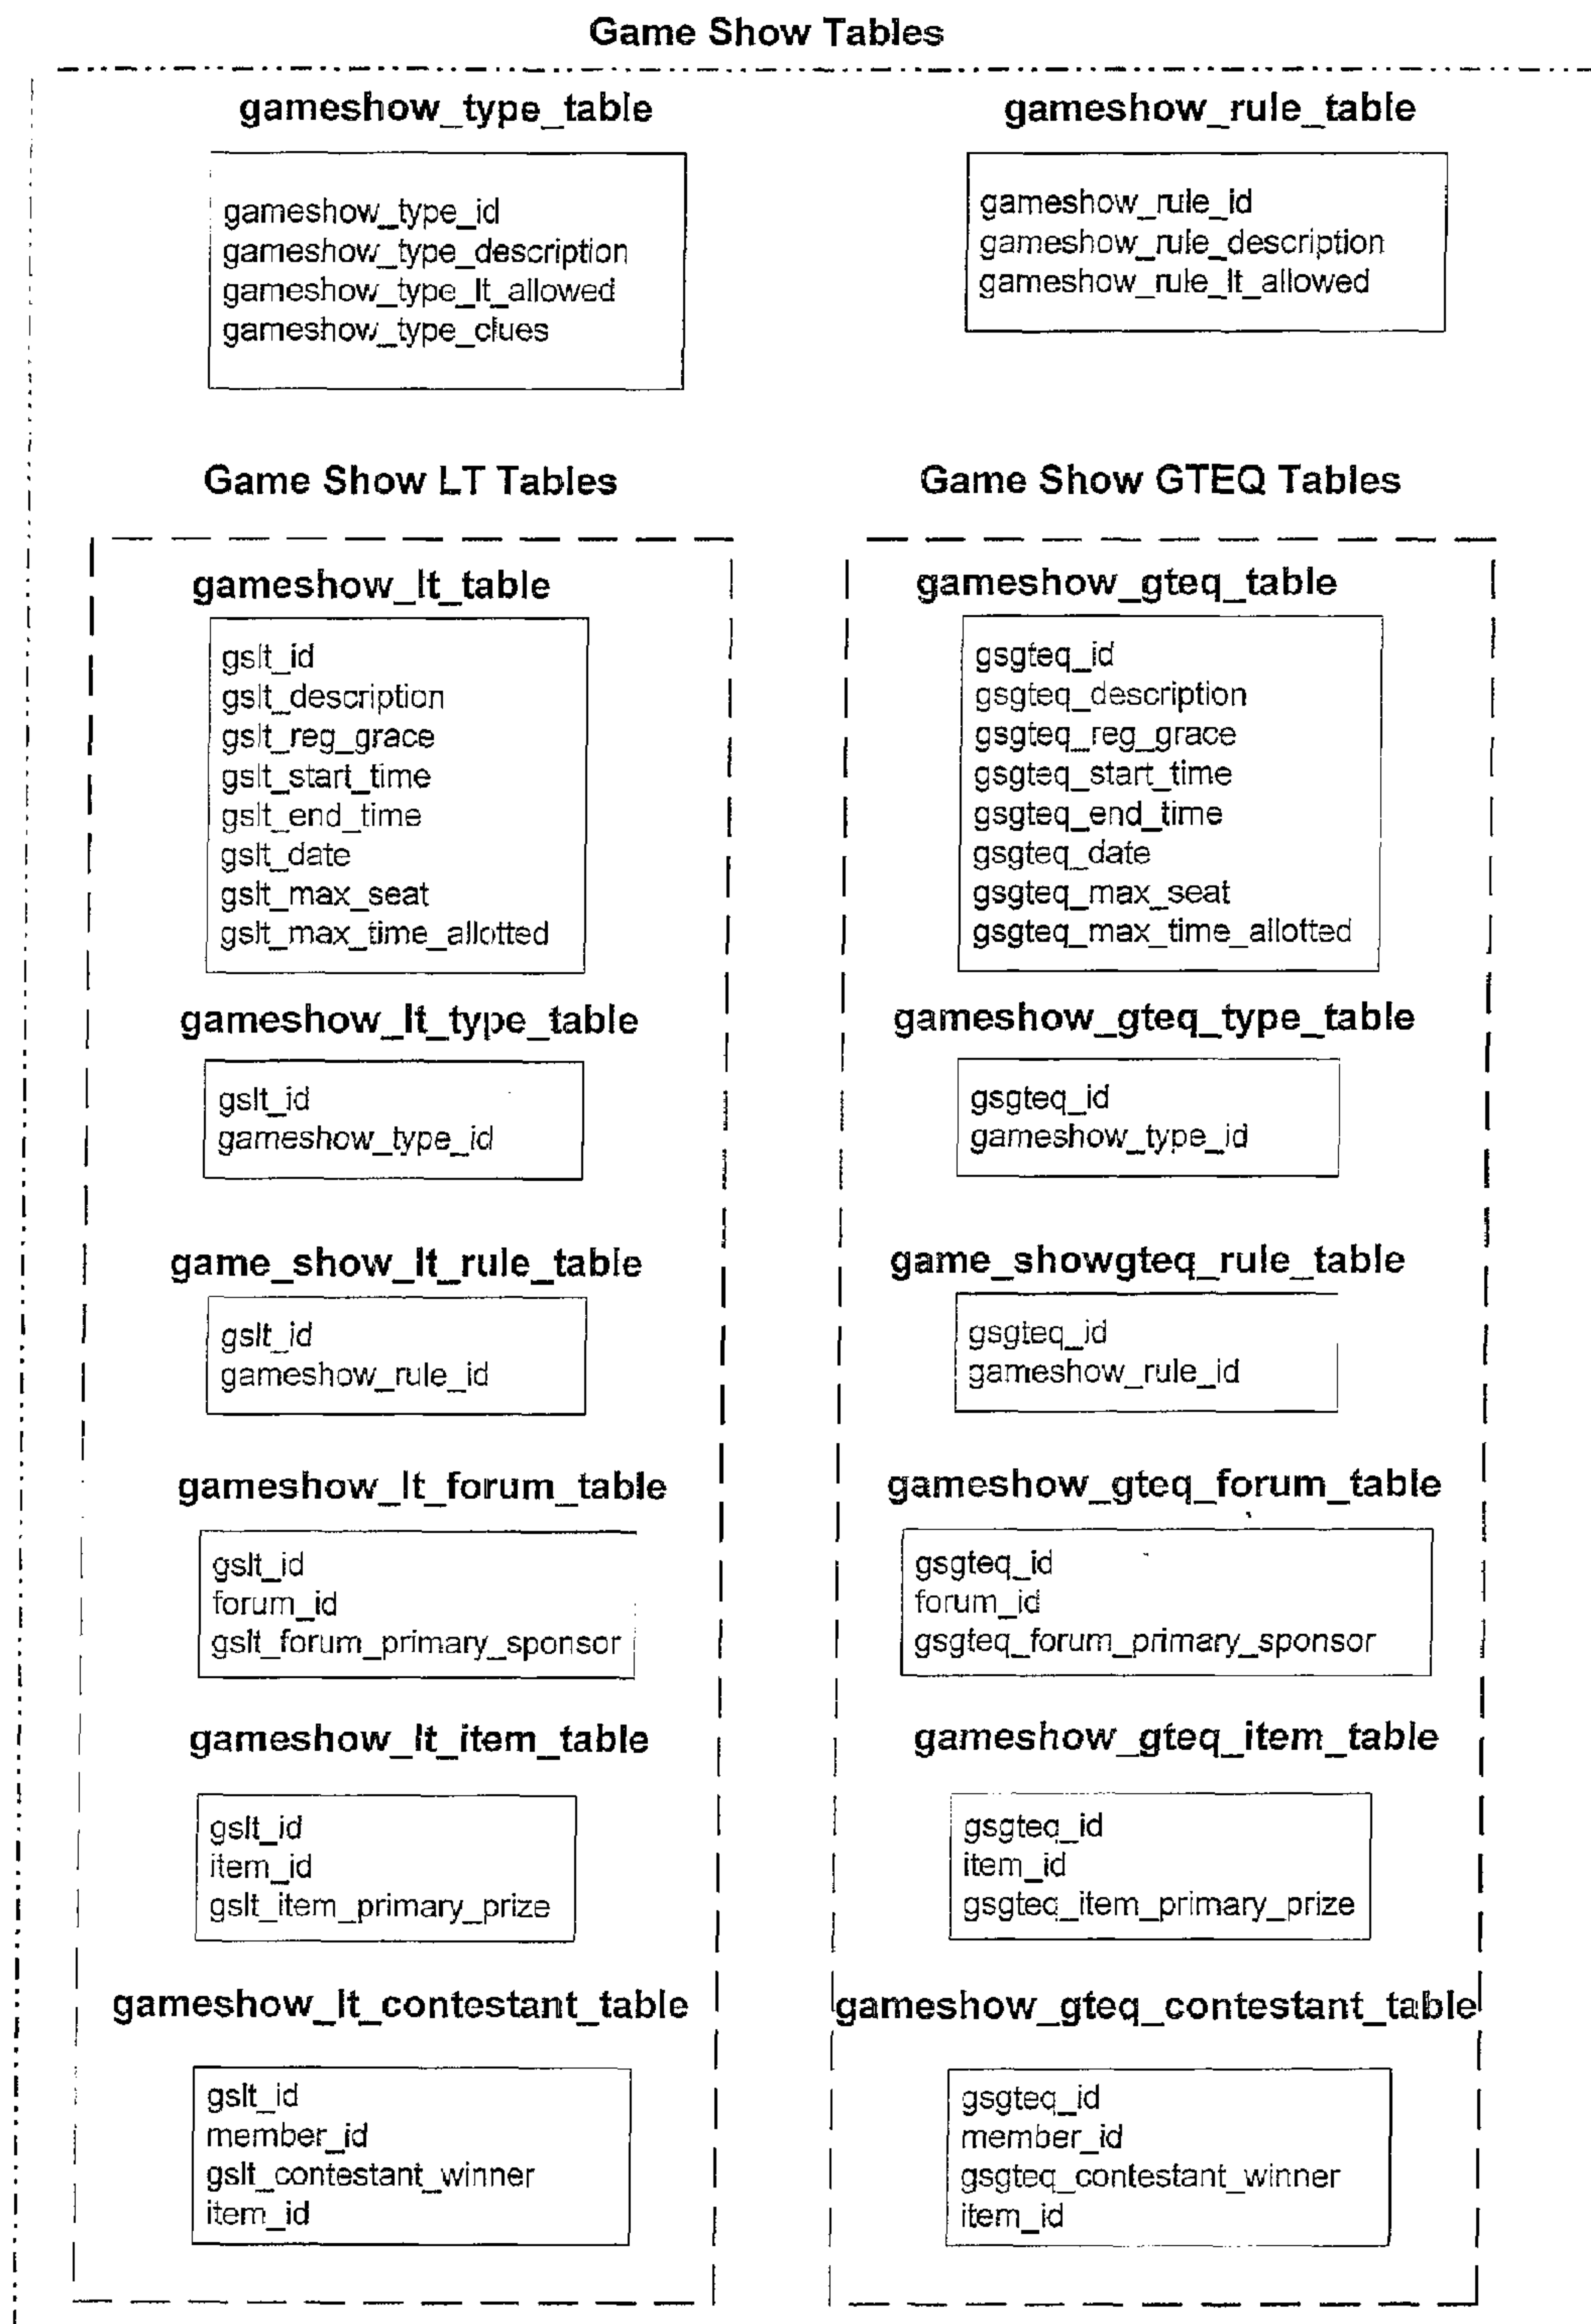 Game Show Tables
gameshow_type_table
gameshow_type_id
gameshow_type_description
gameshow_type_lt_allowed
gameshow_type_clues
gameshow_rule_table
gameshow_rule_id
gameshow_rule_description
gameshow_rule_lt_allowed
Game Show LT Tables
gameshow_lt_table
gslt_id
gslt_description
gslt_reg_grace
gslt_start_time
gslt_end_time
gslt_date
gslt_max_seat
gslt_max_time_allotted
gameshow_lt_type_table
gslt_id
gameshow_type_id
game_show_lt_rule_table
gslt_id
gameshow_rule_id
gameshow_lt_forum_table
gslt_id
forum_id
gslt_forum_primary_sponsor
gameshow_lt_item_table
gslt_id
item_id
gslt_item_primary_prize
gameshow_lt_contestant_table
gslt_id
member_id
gslt_contestant_winner
item_id
Game Show GTEQ Tables
gameshow_gteq_table
gsgteq_id
gsgteq_description
gsgteq_reg_grace
gsgteq_start_time
gsgteq_end_time
gsgteq_date
gsgteq_max_seat
gsgteq_max_time_allotted
gameshow_gteq_type_table
gsgteq_id
gameshow_type_id
game_showgteq_rule_table
gsgteq_id
gameshow_rule_id
gameshow_gteq_forum_table
gsgteq_id
forum_id
gsgteq_forum_primary_sponsor
gameshow_gteq_item_table
gsgteq_id
item_id
gsgteq_item_primary_prize
gameshow_gteq_contestant_table
gsgteq_id
member_id
gsgteq_contestant_winner
item_id